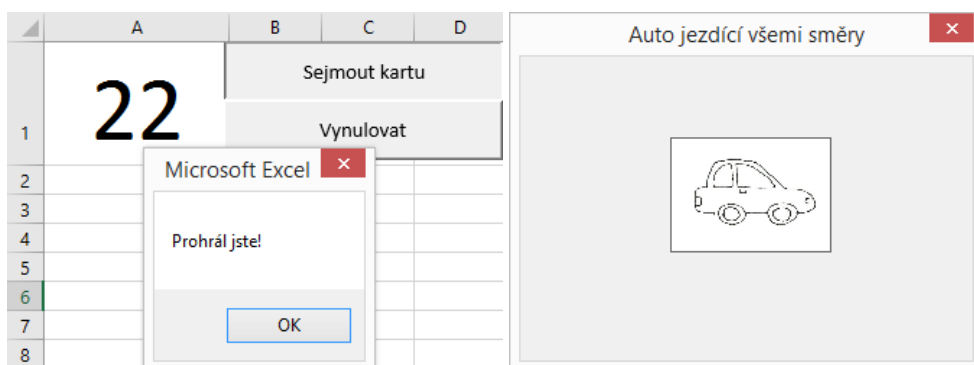 A B C D
1
22
Sejmout kartu
Vynulovat
2
3
4
5
6
7
8
Microsoft Excel
Prohrál jste!
OK
Auto jezdící všemi směry